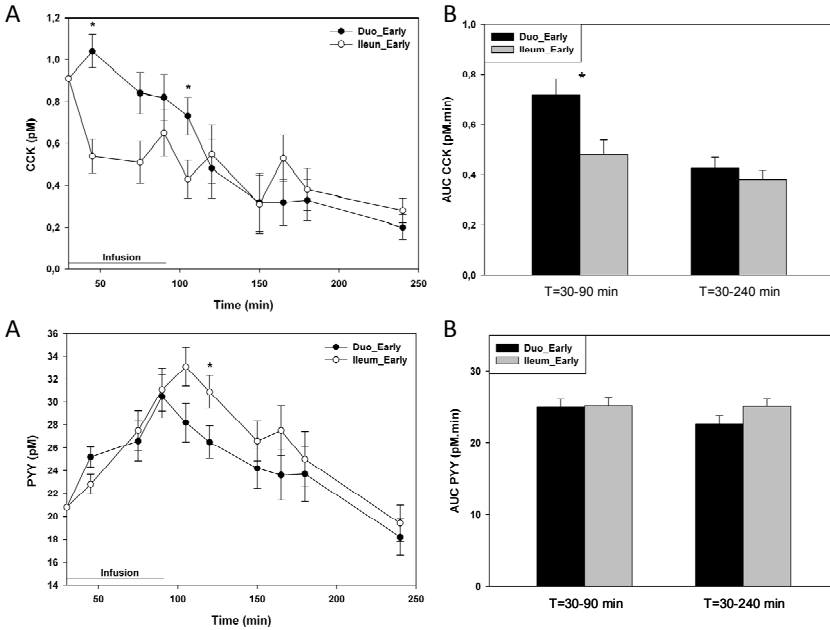 A
1,2
1,0
0,8
0,6
0,4
0,2
0,0
CCK (pM)
*
*
Duo_Early
Ileun_Early
Infusion
50
100
150
200
250
Time (min)
B
0,8
0,6
0,4
0,2
0,0
AUC CCK (pM.min)
Duo_Early
Ileum_Early
*
T=30-90 min
T=30-240 min
A
36
34
32
30
28
26
24
22
20
18
16
14
PYY (pM)
*
Duo_Early
Ileum_Early
Infusion
50
100
150
200
250
Time (min)
B
30
20
10
0
AUC PYY (pM.min)
Duo_Early
Ileum_Early
T=30-90 min
T=30-240 min